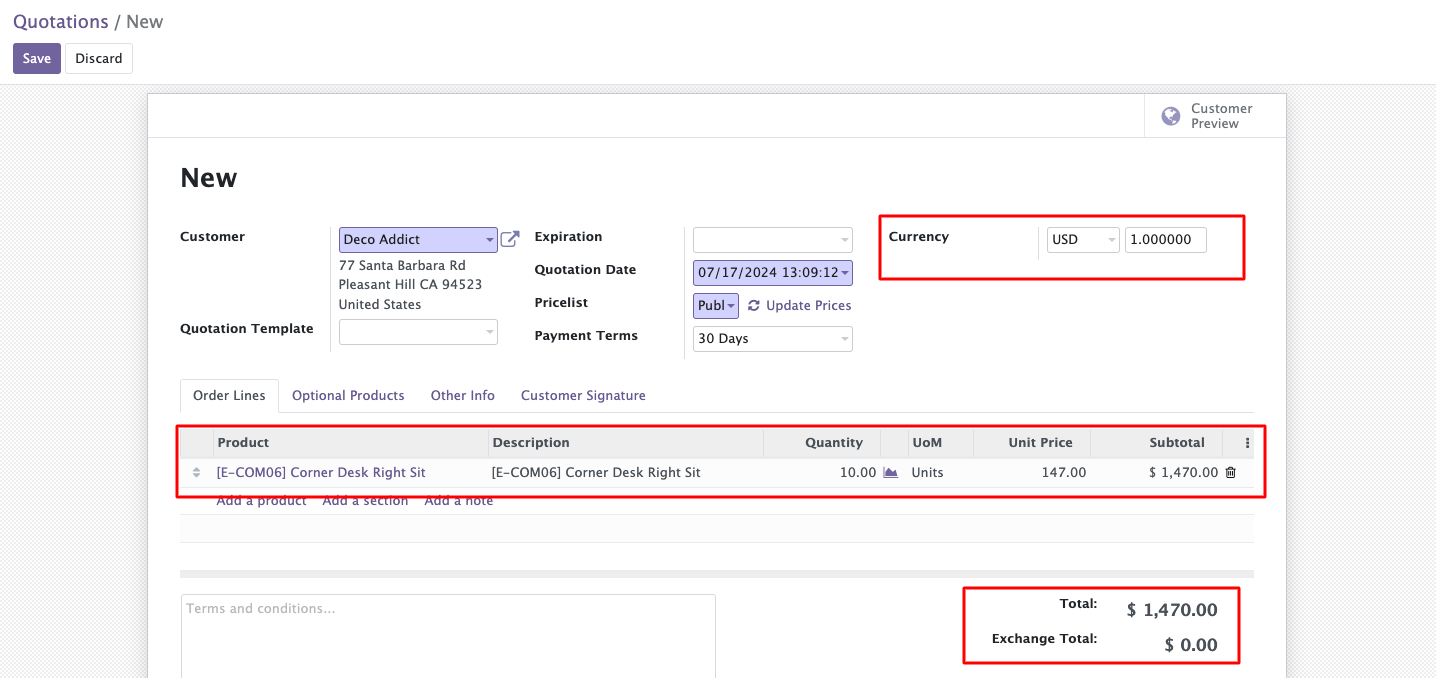 Quotations / New
Save Discard
Customer
Preview
New
Customer Deco Addict
77 Santa Barbara Rd
Pleasant Hill CA 94523
United States
Quotation Template
Expiration
Quotation Date 07/17/2024 13:09:12
Pricelist Publ Update Prices
Payment Terms 30 Days
Currency USD 1.000000
Order Lines Optional Products Other Info Customer Signature
Product Description Quantity UoM Unit Price Subtotal
[E-COM06] Corner Desk Right Sit [E-COM06] Corner Desk Right Sit 10.00 Units 147.00 $ 1,470.00
Add a product Add a section Add a note
Terms and conditions...
Total: $ 1,470.00
Exchange Total: $ 0.00